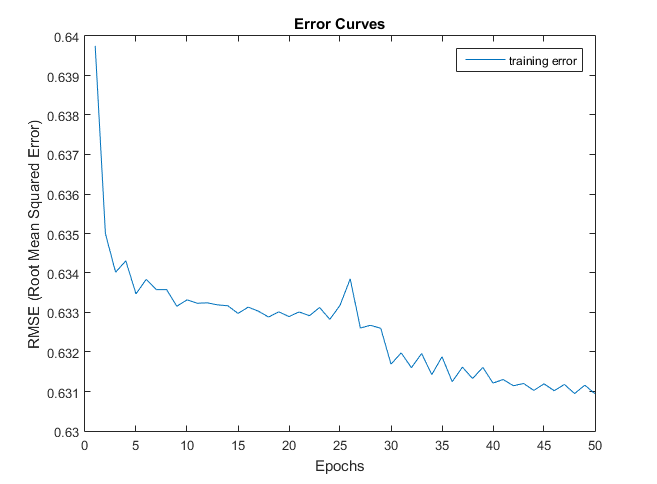 Error Curves
training error
RMSE (Root Mean Squared Error)
0.64
0.639
0.638
0.637
0.636
0.635
0.634
0.633
0.632
0.631
0.63
0 5 10 15 20 25 30 35 40 45 50
Epochs